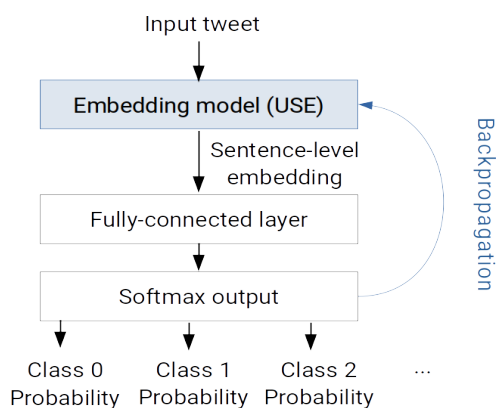 Input tweet
Embedding model (USE)
Sentence-level
embedding
Fully-connected layer
Softmax output
Backpropagation
Class 0
Probability
Class 1
Probability
Class 2
Probability
...